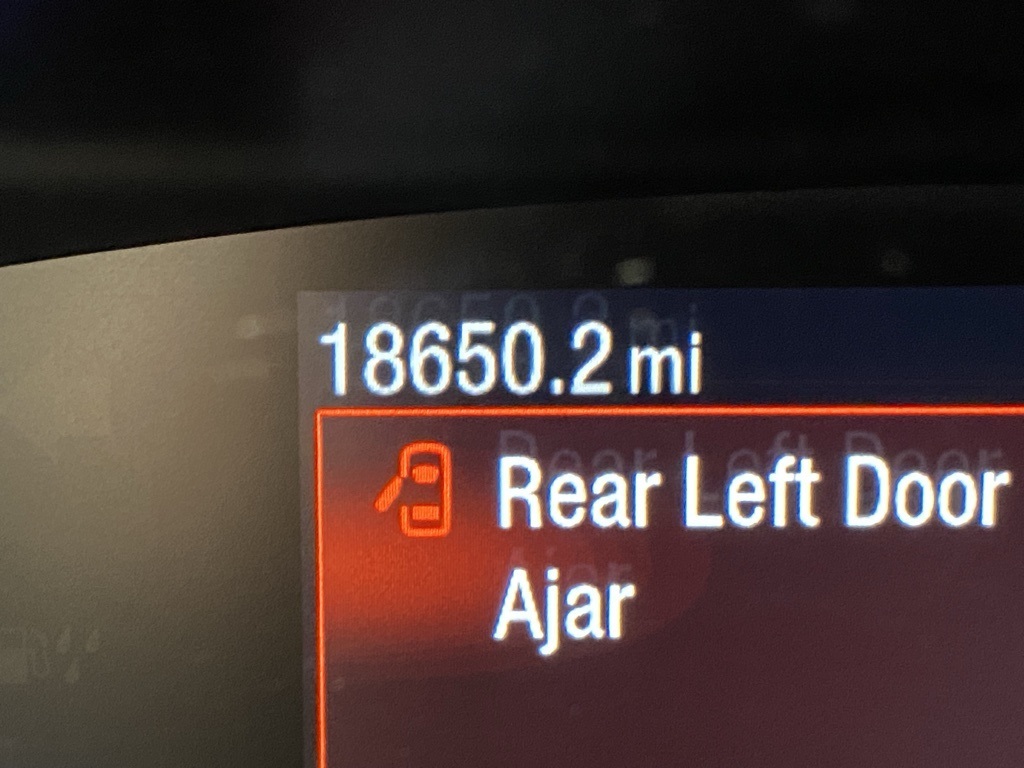 18650.2 mi
Rear Left Door
Ajar